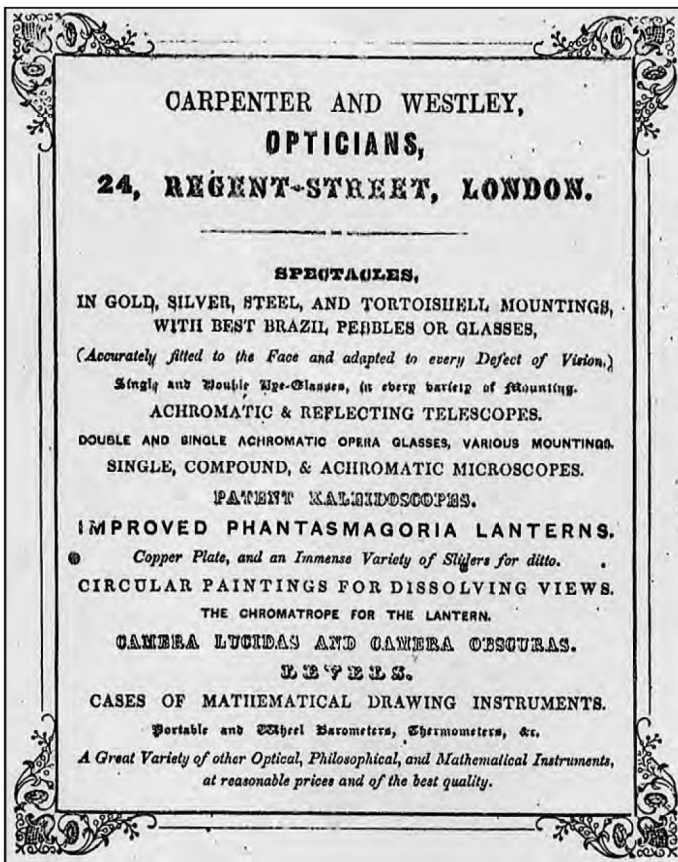 CARPENTER AND WESTLEY,
OPTICIANS,
24, REGENT-STREET, LONDON.
SPECTACLES,
IN GOLD, SILVER, STEEL, AND TORTOISHELL MOUNTINGS,
WITH BEST BRAZIL PEBBLES OR GLASSES,
(Accurately fitted to the Face and adapted to every Defect of Vision,)
Single and Double Eye-Glasses, in every variety of Mounting.
ACHROMATIC & REFLECTING TELESCOPES.
DOUBLE AND SINGLE ACHROMATIC OPERA GLASSES, VARIOUS MOUNTINGS.
SINGLE, COMPOUND, & ACHROMATIC MICROSCOPES.
PATENT KALEIDOSCOPES.
IMPROVED PHANTASMAGORIA LANTERNS.
Copper Plate, and an Immense Variety of Sliders for ditto.
CIRCULAR PAINTINGS FOR DISSOLVING VIEWS.
THE CHROMATROPE FOR THE LANTERN.
CAMERA LUCIDAS AND CAMERA OBSCURAS.
LEVELS.
CASES OF MATHEMATICAL DRAWING INSTRUMENTS.
Portable and Wheel Barometers, Thermometers, &c.
A Great Variety of other Optical, Philosophical, and Mathematical Instruments,
at reasonable prices and of the best quality.